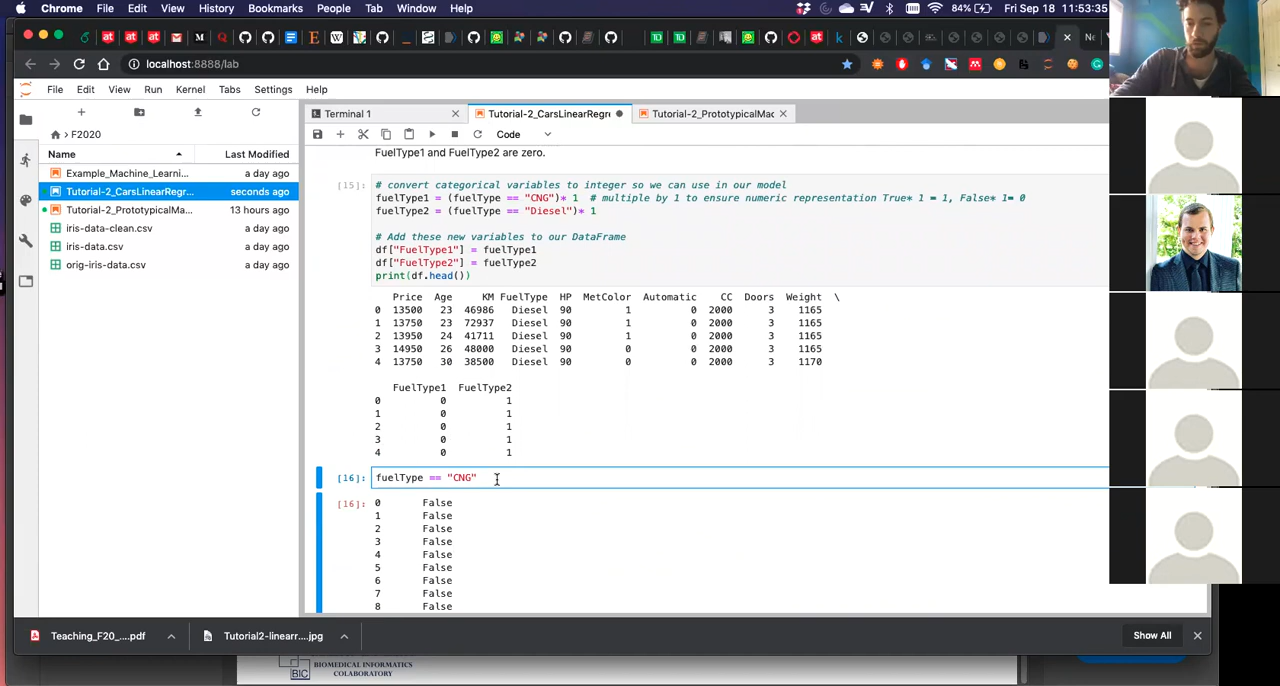 Chrome File Edit View History Bookmarks People Tab Window Help 84% Fri Sep 18 11:53:35
localhost:8888/lab
File Edit View Run Kernel Tabs Settings Help
F2020
Name Last Modified
Example_Machine_Learni... a day ago
Tutorial-2_CarsLinearRegr... seconds ago
Tutorial-2_PrototypicalMa... 13 hours ago
iris-data-clean.csv a day ago
iris-data.csv a day ago
orig-iris-data.csv a day ago
Terminal 1 Tutorial-2_CarsLinearRegre Tutorial-2_PrototypicalMac
Code
FuelType1 and FuelType2 are zero.
[15]: # convert categorical variables to integer so we can use in our model
fuelType1 = (fuelType == "CNG")* 1 # multiple by 1 to ensure numeric representation True* 1 = 1, False* 1= 0
fuelType2 = (fuelType == "Diesel")* 1
# Add these new variables to our DataFrame
df["FuelType1"] = fuelType1
df["FuelType2"] = fuelType2
print(df.head())
Price Age KM FuelType HP MetColor Automatic CC Doors Weight \
0 13500 23 46986 Diesel 90 1 0 2000 3 1165
1 13750 23 72937 Diesel 90 1 0 2000 3 1165
2 13950 24 41711 Diesel 90 1 0 2000 3 1165
3 14950 26 48000 Diesel 90 0 0 2000 3 1165
4 13750 30 38500 Diesel 90 0 0 2000 3 1170
FuelType1 FuelType2
0 0 1
1 0 1
2 0 1
3 0 1
4 0 1
[16]: fuelType == "CNG"
[16]: 0 False
1 False
2 False
3 False
4 False
5 False
6 False
7 False
8 False
Teaching_F20_....pdf Tutorial2-linearr....jpg Show All
BIC
BIOMEDICAL INFORMATICS
COLABORATORY